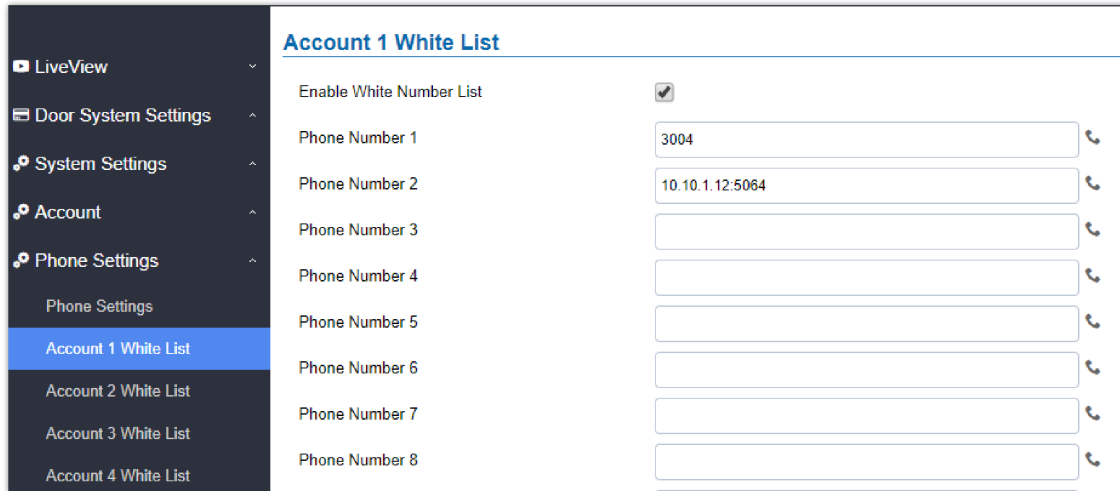 LiveView
Door System Settings
System Settings
Account
Phone Settings
Phone Settings
Account 1 White List
Account 2 White List
Account 3 White List
Account 4 White List
Account 1 White List
Enable White Number List
Phone Number 1 3004
Phone Number 2 10.10.1.12:5064
Phone Number 3
Phone Number 4
Phone Number 5
Phone Number 6
Phone Number 7
Phone Number 8